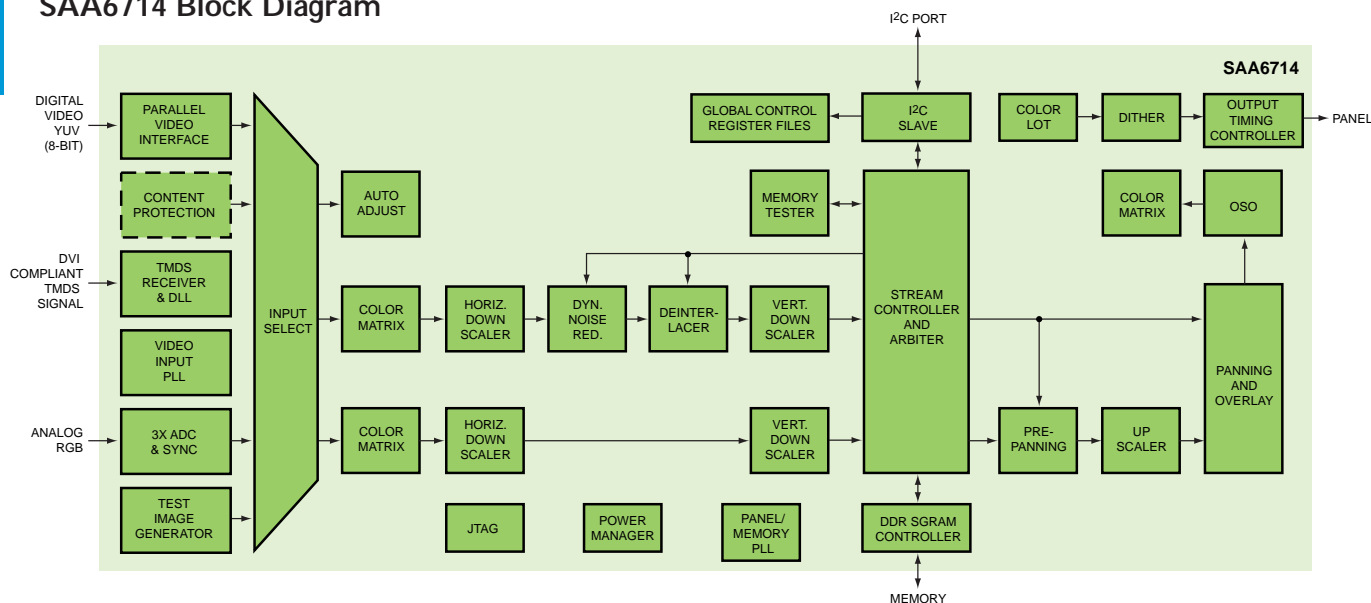 SAA6714 Block Diagram
I2C PORT
SAA6714
DIGITAL
VIDEO
YUV
(8-BIT)
PARALLEL
VIDEO
INTERFACE
GLOBAL CONTROL
REGISTER FILES
I2C
SLAVE
COLOR
LOT
DITHER
OUTPUT
TIMING
CONTROLLER
PANEL
CONTENT
PROTECTION
AUTO
ADJUST
MEMORY
TESTER
COLOR
MATRIX
OSO
DVI
COMPLIANT
TMDS
SIGNAL
TMDS
RECEIVER
& DLL
INPUT
SELECT
COLOR
MATRIX
HORIZ.
DOWN
SCALER
DYN.
NOISE
RED.
DEINTER-
LACER
VERT.
DOWN
SCALER
STREAM
CONTROLLER
AND
ARBITER
VIDEO
INPUT
PLL
PANNING
AND
OVERLAY
ANALOG
RGB
3X ADC
& SYNC
COLOR
MATRIX
HORIZ.
DOWN
SCALER
VERT.
DOWN
SCALER
PRE-
PANNING
UP
SCALER
TEST
IMAGE
GENERATOR
JTAG
POWER
MANAGER
PANEL/
MEMORY
PLL
DDR SGRAM
CONTROLLER
MEMORY